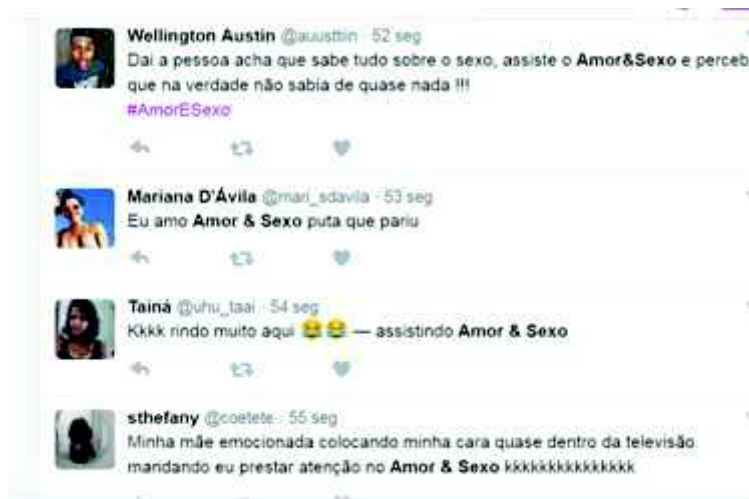 Wellington Austin @auusttin · 52 seg
Dai a pessoa acha que sabe tudo sobre o sexo, assiste o Amor&Sexo e perceb
que na verdade não sabia de quase nada !!!
#AmorESexo
Mariana D'Ávila @mari_sdavila · 53 seg
Eu amo Amor & Sexo puta que pariu
Tainá @uhu_taai · 54 seg
Kkkk rindo muito aqui 😂😂 — assistindo Amor & Sexo
sthefany @coetete · 55 seg
Minha mãe emocionada colocando minha cara quase dentro da televisão
mandando eu prestar atenção no Amor & Sexo kkkkkkkkkkkkkkk